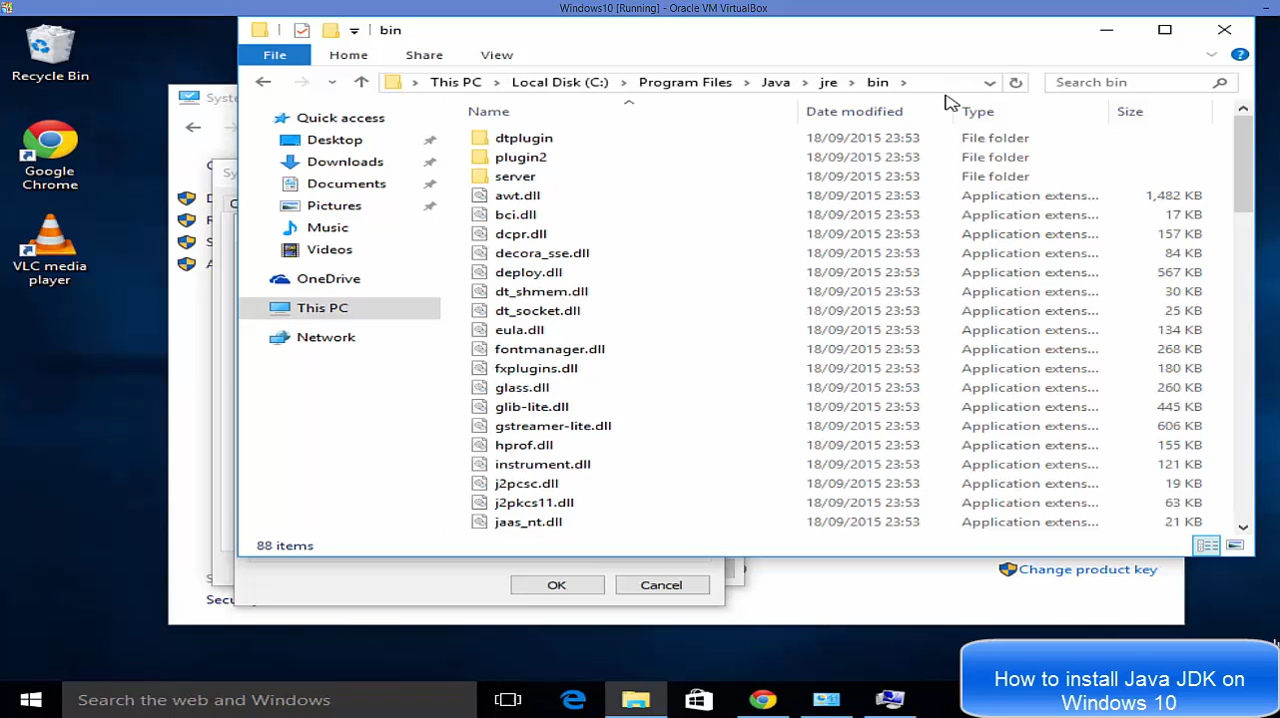 Windows10 [Running] - Oracle VM VirtualBox
Recycle Bin
Google
Chrome
VLC media
player
bin
File Home Share View
This PC Local Disk (C:) Program Files Java jre bin
Search bin
Name Date modified Type Size
Quick access
Desktop
Downloads
Documents
Pictures
Music
Videos
OneDrive
This PC
Network
dtplugin 18/09/2015 23:53 File folder
plugin2 18/09/2015 23:53 File folder
server 18/09/2015 23:53 File folder
awt.dll 18/09/2015 23:53 Application extens... 1,482 KB
bci.dll 18/09/2015 23:53 Application extens... 17 KB
dcpr.dll 18/09/2015 23:53 Application extens... 157 KB
decora_sse.dll 18/09/2015 23:53 Application extens... 84 KB
deploy.dll 18/09/2015 23:53 Application extens... 567 KB
dt_shmem.dll 18/09/2015 23:53 Application extens... 30 KB
dt_socket.dll 18/09/2015 23:53 Application extens... 25 KB
eula.dll 18/09/2015 23:53 Application extens... 134 KB
fontmanager.dll 18/09/2015 23:53 Application extens... 268 KB
fxplugins.dll 18/09/2015 23:53 Application extens... 180 KB
glass.dll 18/09/2015 23:53 Application extens... 260 KB
glib-lite.dll 18/09/2015 23:53 Application extens... 445 KB
gstreamer-lite.dll 18/09/2015 23:53 Application extens... 606 KB
hprof.dll 18/09/2015 23:53 Application extens... 155 KB
instrument.dll 18/09/2015 23:53 Application extens... 121 KB
j2pcsc.dll 18/09/2015 23:53 Application extens... 19 KB
j2pkcs11.dll 18/09/2015 23:53 Application extens... 63 KB
jaas_nt.dll 18/09/2015 23:53 Application extens... 21 KB
88 items
OK Cancel
Change product key
Search the web and Windows
How to install Java JDK on
Windows 10